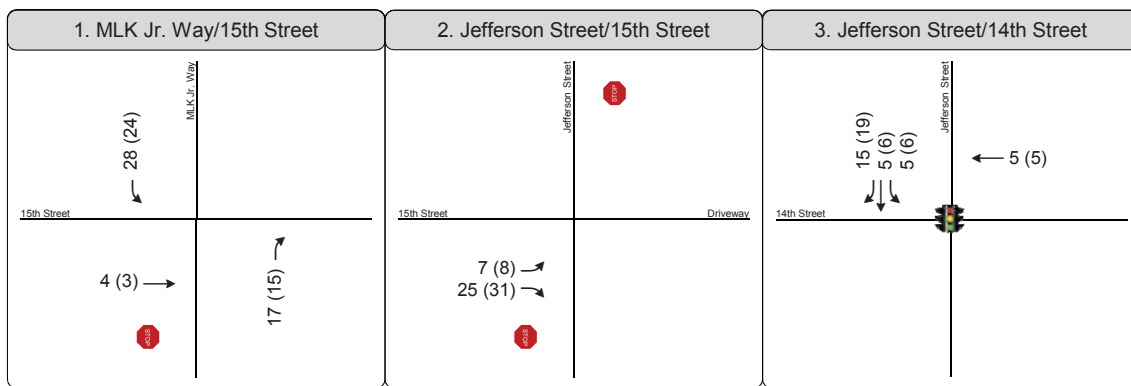 1. MLK Jr. Way/15th Street
2. Jefferson Street/15th Street
3. Jefferson Street/14th Street
MLK Jr. Way
28 (24)
15th Street
4 (3)
17 (15)
STOP
Jefferson Street
STOP
15th Street
Driveway
7 (8)
25 (31)
STOP
Jefferson Street
15 (19)
5 (6)
5 (6)
5 (5)
14th Street